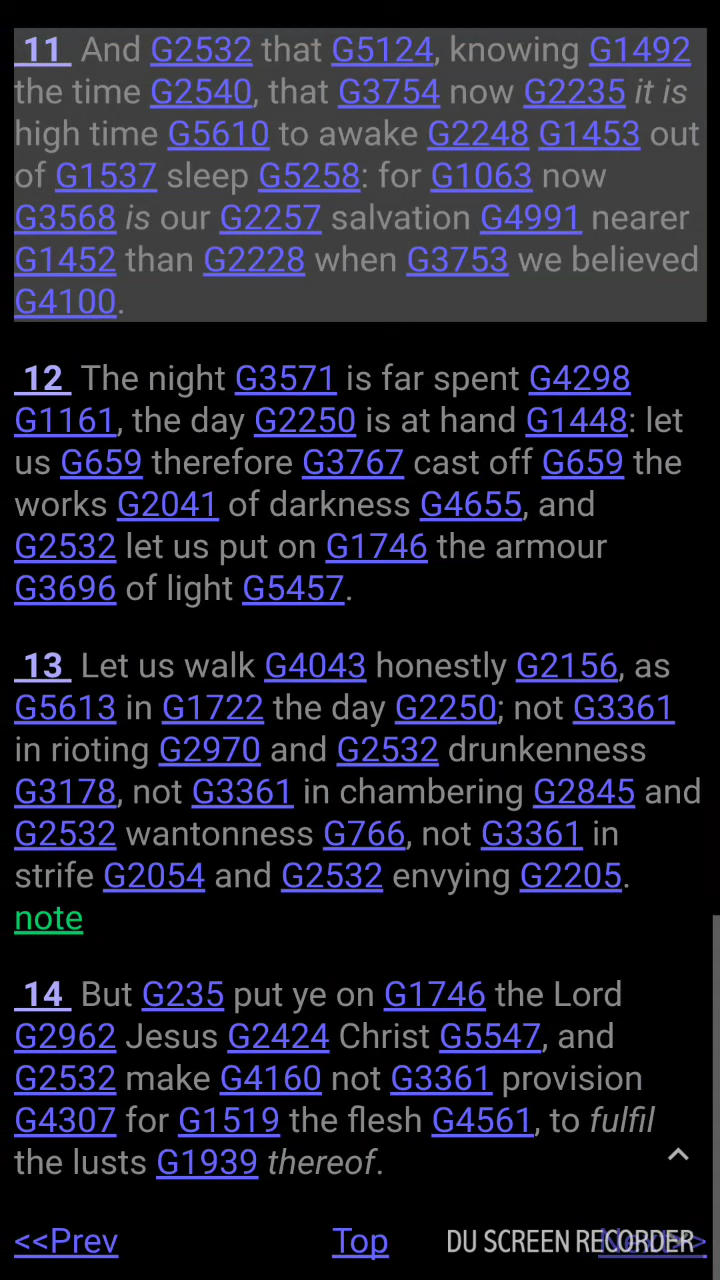 11 And G2532 that G5124, knowing G1492
the time G2540, that G3754 now G2235 it is
high time G5610 to awake G2248 G1453 out
of G1537 sleep G5258: for G1063 now
G3568 is our G2257 salvation G4991 nearer
G1452 than G2228 when G3753 we believed
G4100.
12 The night G3571 is far spent G4298
G1161, the day G2250 is at hand G1448: let
us G659 therefore G3767 cast off G659 the
works G2041 of darkness G4655, and
G2532 let us put on G1746 the armour
G3696 of light G5457.
13 Let us walk G4043 honestly G2156, as
G5613 in G1722 the day G2250; not G3361
in rioting G2970 and G2532 drunkenness
G3178, not G3361 in chambering G2845 and
G2532 wantonness G766, not G3361 in
strife G2054 and G2532 envying G2205.
note
14 But G235 put ye on G1746 the Lord
G2962 Jesus G2424 Christ G5547, and
G2532 make G4160 not G3361 provision
G4307 for G1519 the flesh G4561, to fulfil
the lusts G1939 thereof.
<<Prev Top Next>>
DU SCREEN RECORDER